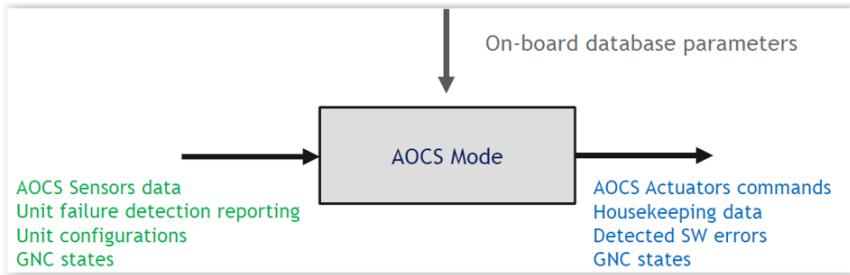 On-board database parameters
AOCS Mode
AOCS Sensors data
Unit failure detection reporting
Unit configurations
GNC states
AOCS Actuators commands
Housekeeping data
Detected SW errors
GNC states